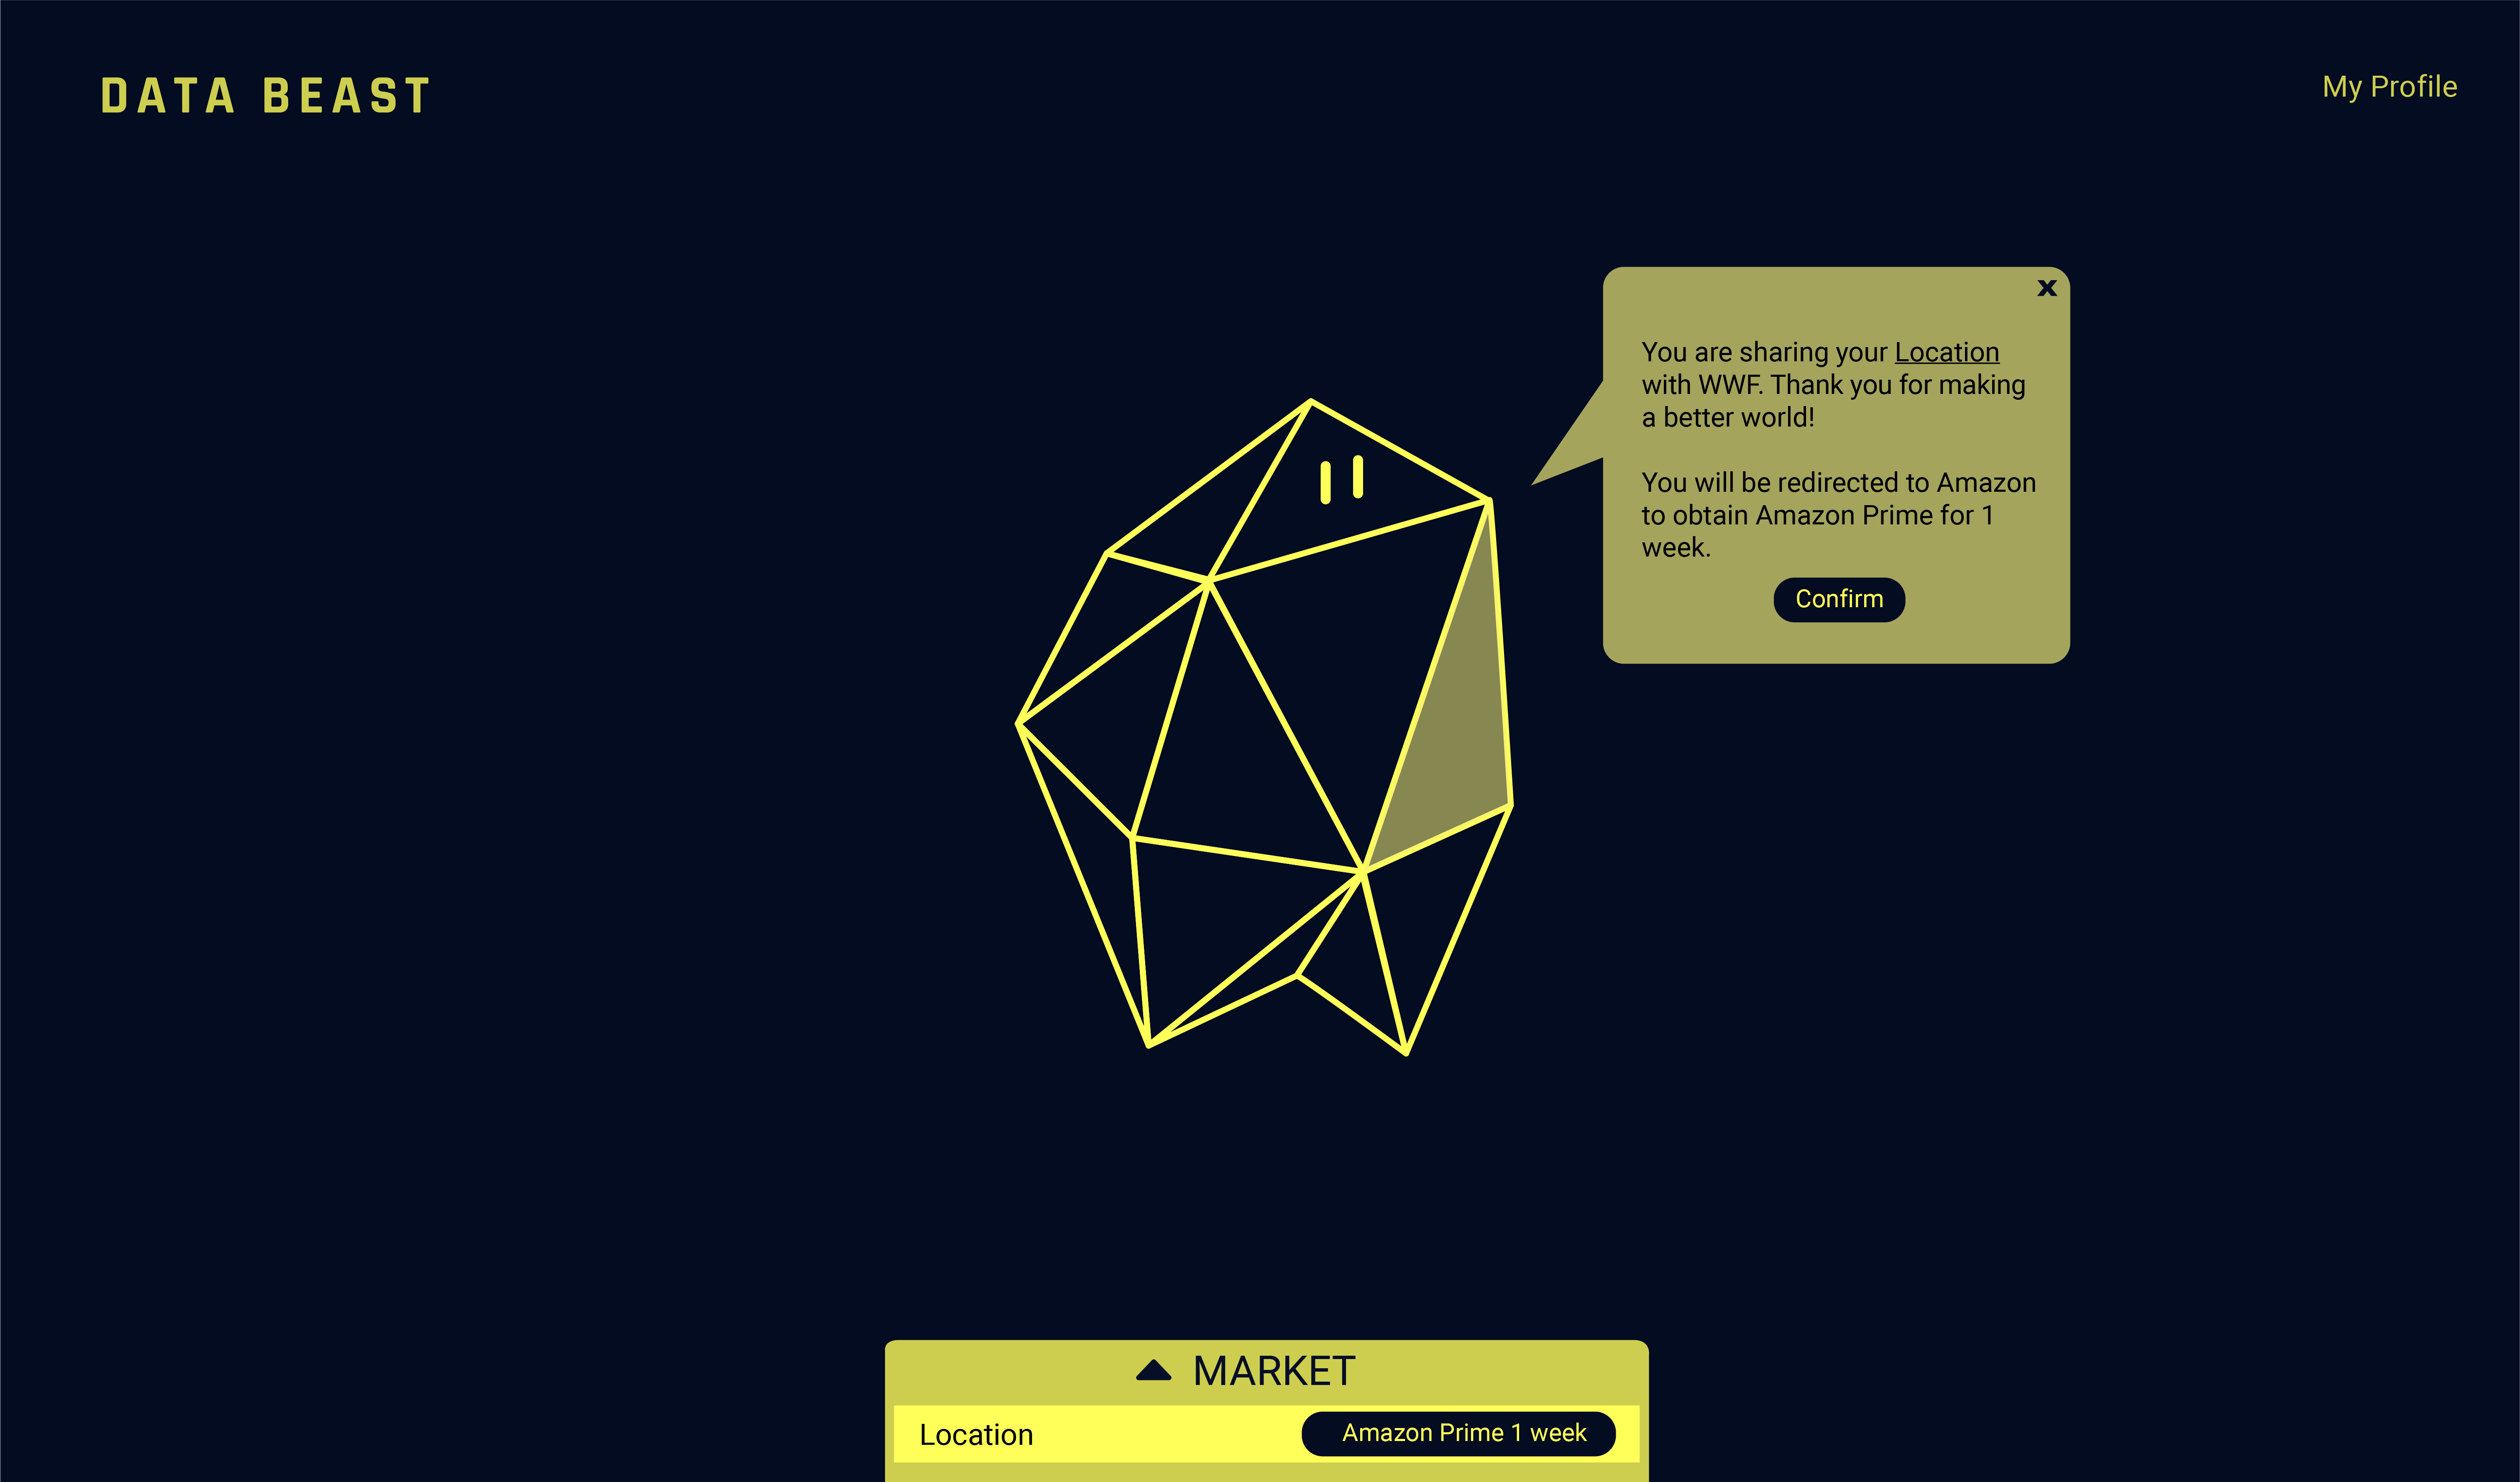 DATA BEAST
My Profile
x
You are sharing your Location
with WWF. Thank you for making
a better world!
You will be redirected to Amazon
to obtain Amazon Prime for 1
week.
Confirm
MARKET
Location
Amazon Prime 1 week